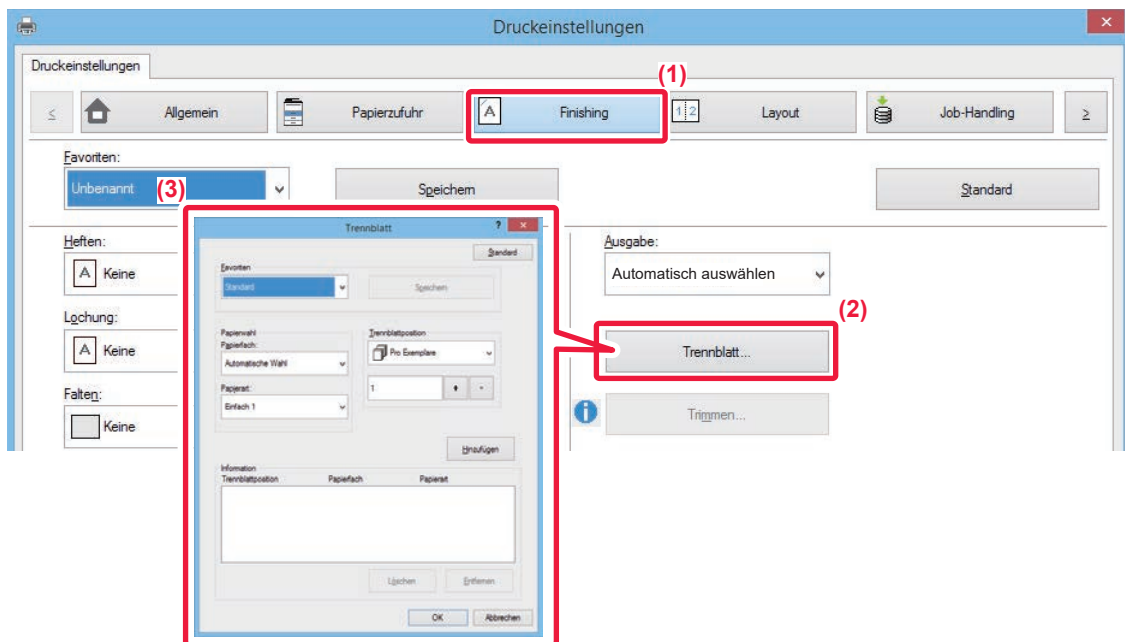 Druckeinstellungen
Druckeinstellungen
(1)
Allgemein
Papierzufuhr
Finishing
Layout
Job-Handling
Favoriten:
Unbenannt
(3)
Speichern
Standard
Heften:
Keine
Lochung:
Keine
Falten:
Keine
Trennblatt
Standard
Favoriten
Standard
Speichern
Papierwahl
Papierfach:
Automatische Wahl
Papierart:
Einfach 1
Trennblattposition
Pro Exemplare
1
+ -
Hinzufügen
Information
Trennblattposition Papierfach Papierart
Löschen Entfernen
OK Abbrechen
Ausgabe:
Automatisch auswählen
(2)
Trennblatt...
Trimmen...